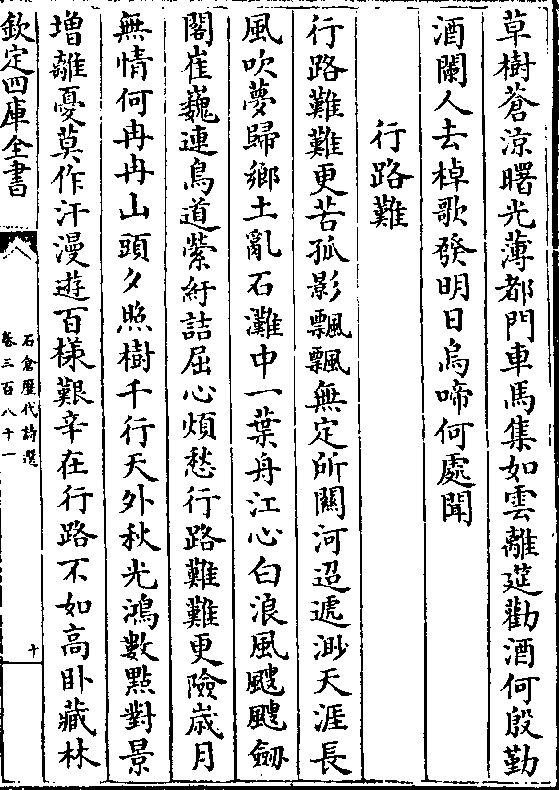 草樹蒼涼曙光薄都門車馬集如雲離筵勸酒何殷勤
酒闌人去棹歌發明日烏啼何處聞
行路難
行路難難更苦孤影飄飄無定所關河迢遞渺天涯長
風吹夢歸鄉土亂石灘中一葉舟江心白浪風颼颼劒
閣崔巍連鳥道縈紆詰屈心煩愁行路難難更險歲月
無情何冉冉山頭夕照樹千行天外秋光鴻數點對景
增離憂莫作汗漫遊百樣艱辛在行路不如高卧藏林
欽定四庫全書
石倉歷代詩選
卷三百八十一
十